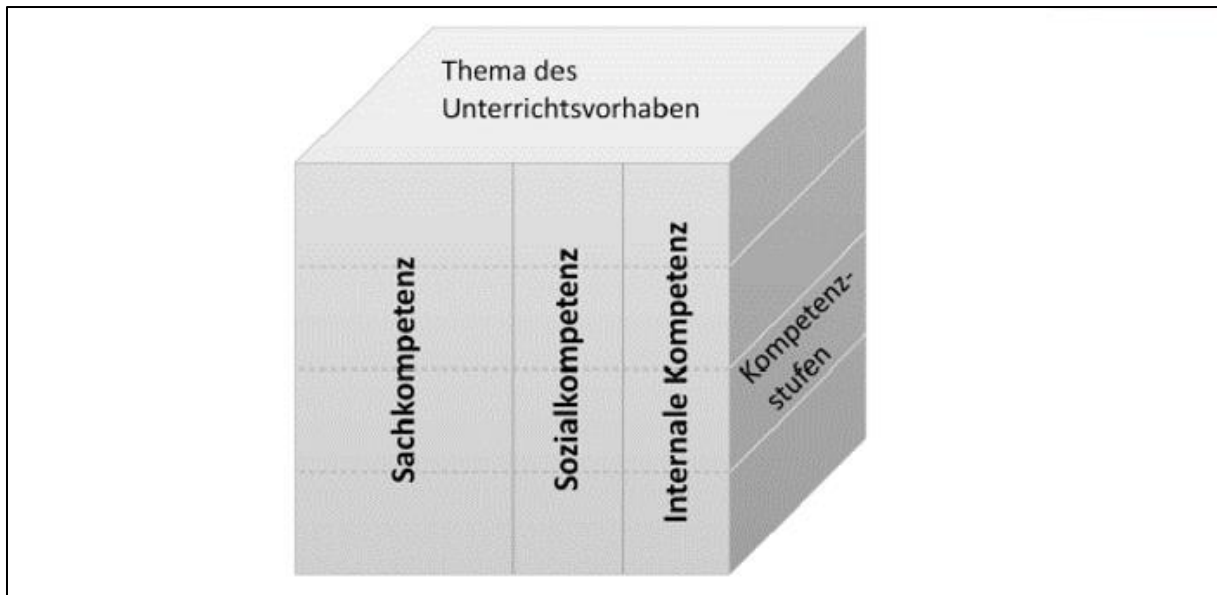 Thema des
Unterrichtsvorhaben
Sachkompetenz
Sozialkompetenz
Internale Kompetenz
Kompetenz-
stufen